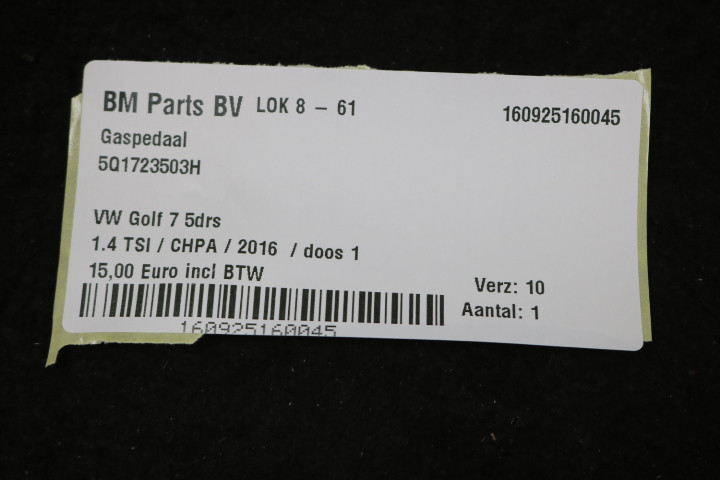 BM Parts BV LOK 8 - 61 160925160045
Gaspedaal
5Q1723503H
VW Golf 7 5drs
1.4 TSI / CHPA / 2016 / doos 1
15,00 Euro incl BTW
Verz: 10
Aantal: 1
160925160045